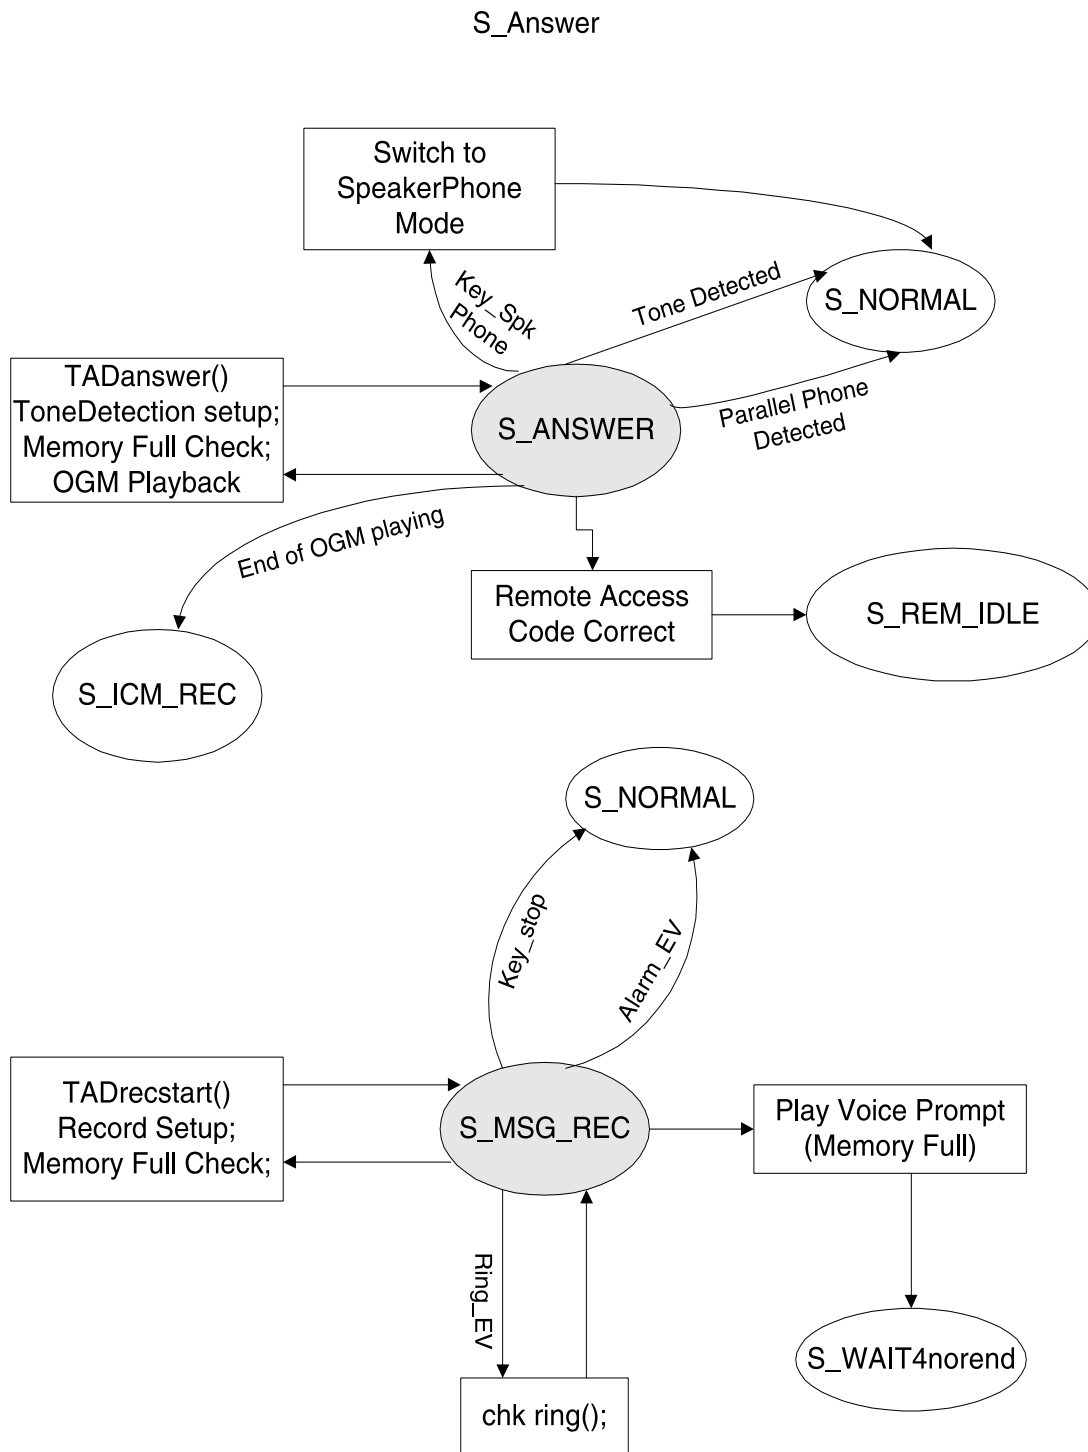 S_Answer
Switch to
SpeakerPhone
Mode
Key_Spk
Phone
Tone Detected
S_NORMAL
TADanswer()
ToneDetection setup;
Memory Full Check;
OGM Playback
S_ANSWER
Parallel Phone
Detected
End of OGM playing
Remote Access
Code Correct
S_REM_IDLE
S_ICM_REC
S_NORMAL
Key_stop
Alarm_EV
TADrecstart()
Record Setup;
Memory Full Check;
S_MSG_REC
Play Voice Prompt
(Memory Full)
Ring_EV
S_WAIT4norend
chk ring();